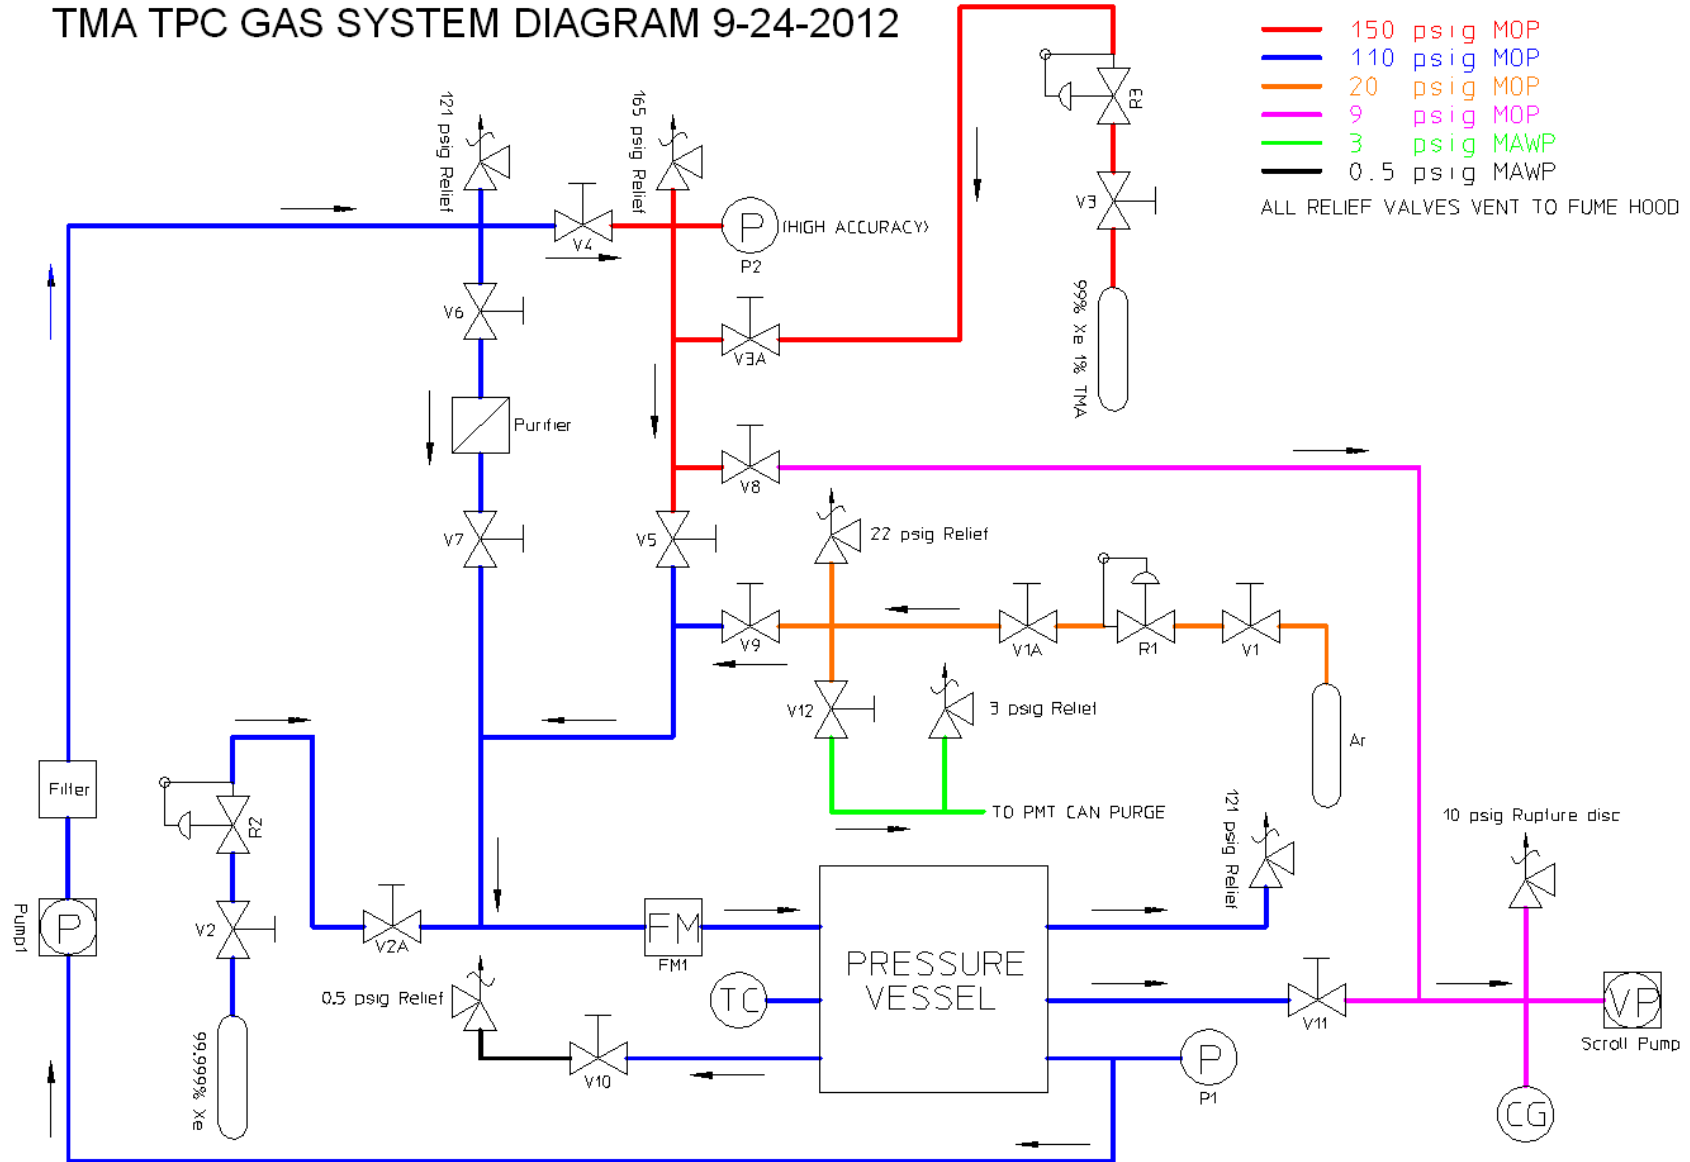 TMA TPC GAS SYSTEM DIAGRAM 9-24-2012
150 psig MOP
110 psig MOP
20 psig MOP
9 psig MOP
3 psig MAWP
0.5 psig MAWP
ALL RELIEF VALVES VENT TO FUME HOOD
121 psig Relief
165 psig Relief
R3
V3
99% Xe 1% TMA
V4
P
(HIGH ACCURACY)
P2
V6
V3A
Purifier
V8
V7
V5
22 psig Relief
V9
V1A
R1
V1
V12
3 psig Relief
Ar
Filter
R2
TO PMT CAN PURGE
121 psig Relief
10 psig Rupture disc
Pump1
P
V2
V2A
FM
FM1
PRESSURE
VESSEL
0.5 psig Relief
TC
V11
VP
Scroll Pump
99.999% Xe
V10
P
P1
CG